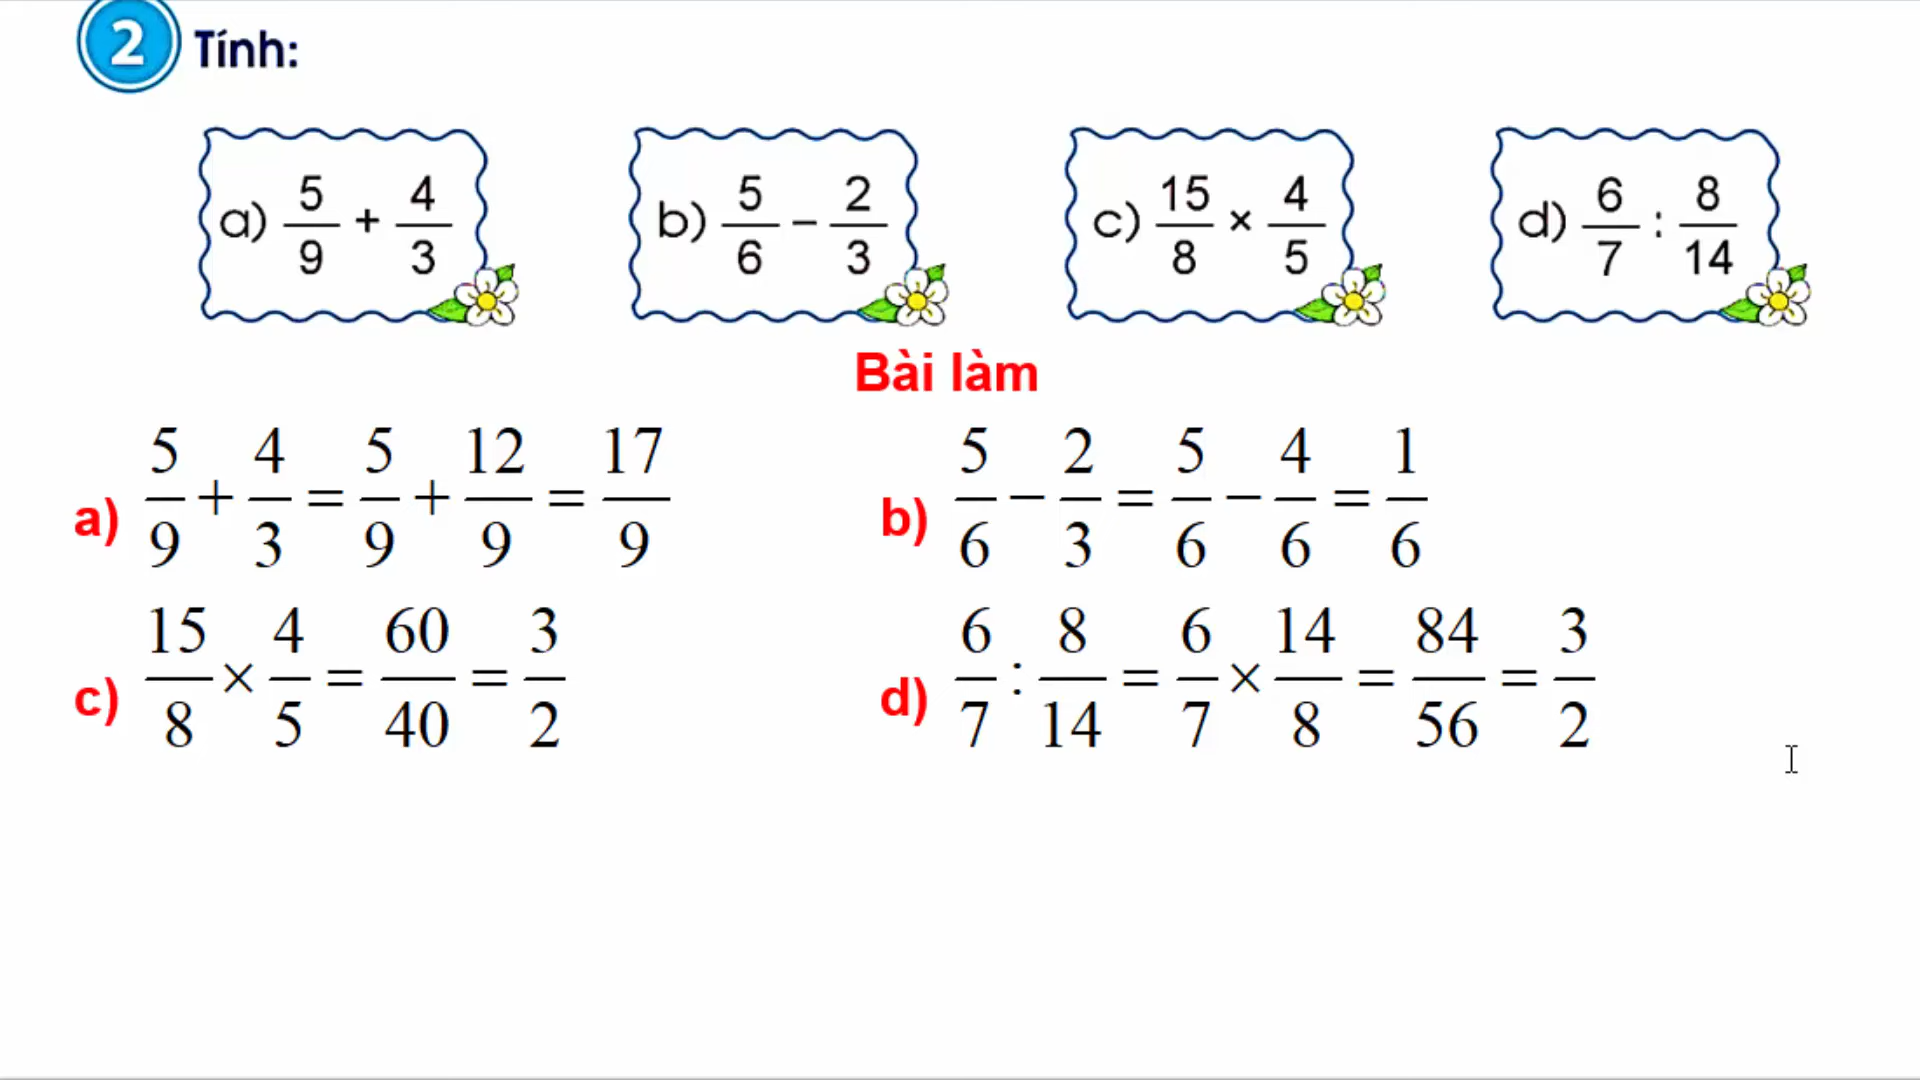 2 Tính:
a) 5/9 + 4/3 b) 5/6 − 2/3 c) 15/8 × 4/5 d) 6/7 : 8/14
Bài làm
a) 5/9 + 4/3 = 5/9 + 12/9 = 17/9 b) 5/6 − 2/3 = 5/6 − 4/6 = 1/6
c) 15/8 × 4/5 = 60/40 = 3/2 d) 6/7 : 8/14 = 6/7 × 14/8 = 84/56 = 3/2